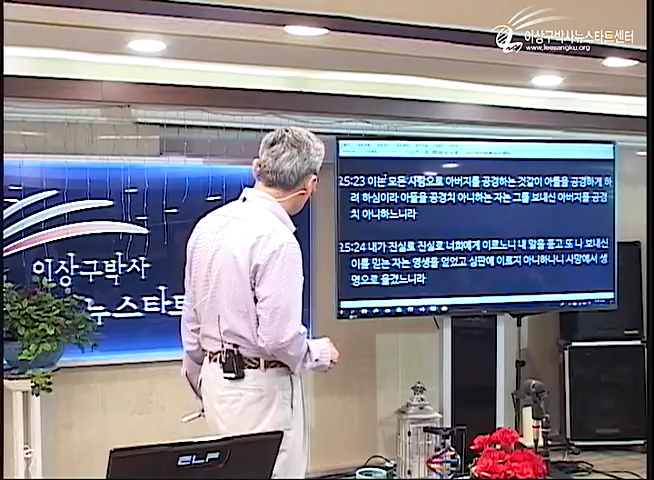 이상구박사뉴스타트센터
www.leesangku.org
25:23 이는 모든 사람으로 아버지를 공경하는 것같이 아들을 공경하게 하
려 하심이라 아들을 공경치 아니하는 자는 그를 보내신 아버지를 공경
치 아니하느니라
25:24 내가 진실로 진실로 너희에게 이르노니 내 말을 듣고 또 나 보내신
이를 믿는 자는 영생을 얻었고 심판에 이르지 아니하나니 사망에서 생
명으로 옮겼느니라
이상구박사
뉴스타트